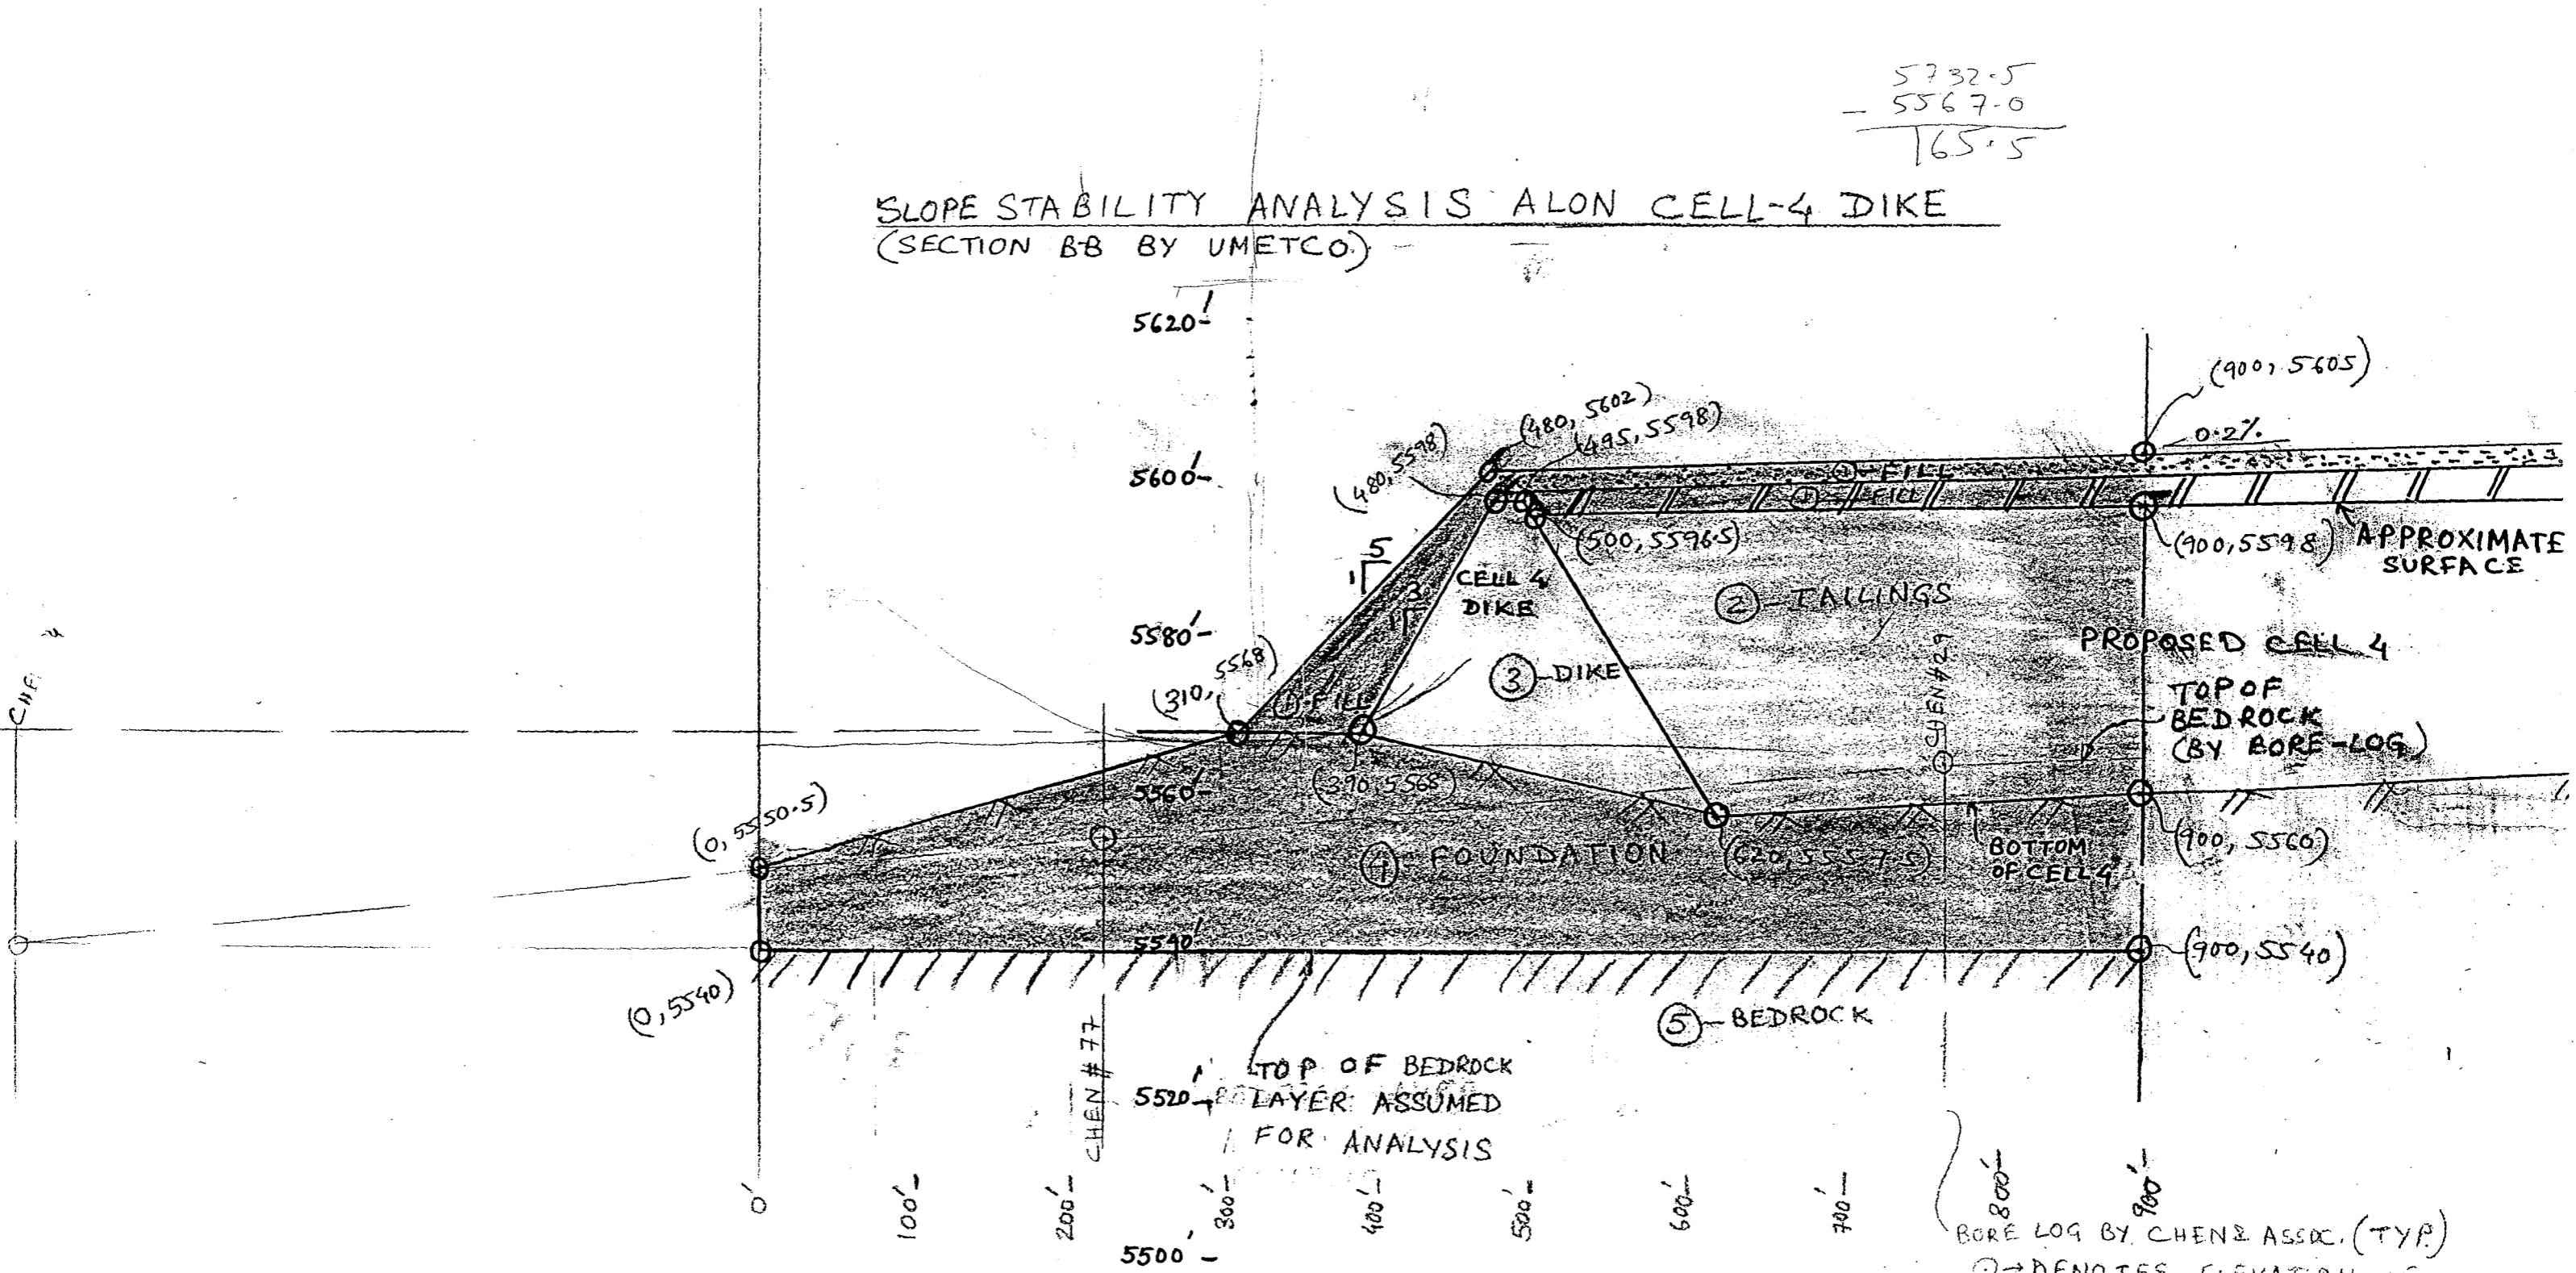 5732.5
- 5567.0
165.5
SLOPE STABILITY ANALYSIS ALON CELL-4 DIKE
(SECTION BB BY UMETCO.)
5620'
(900, 5605)
(480, 5602)
(495, 5598)
0.2%
(480, 5598)
5600'
FILL
FILL
(500, 5596.5)
(900, 5598)
APPROXIMATE
SURFACE
5
1
3
1
CELL 4
DIKE
② - TAILINGS
5580'
PROPOSED CELL 4
(310, 5568)
① - FILL
③ - DIKE
CHEN #29
TOP OF
BEDROCK
(BY BORE-LOG)
(390, 5568)
5560'
(0, 5550.5)
④ - FOUNDATION
(620, 5557.5)
BOTTOM
OF CELL 4
(900, 5560)
5540'
(900, 5540)
(0, 5540)
⑤ - BEDROCK
CHEN # 77
TOP OF BEDROCK
LAYER ASSUMED
FOR ANALYSIS
5520
0'
100'
200'
300'
400'
500'
600'
700'
800'
900'
5500'
BORE LOG BY CHEN & ASSOC. (TYP.)
⊙→DENOTES ELEVATION